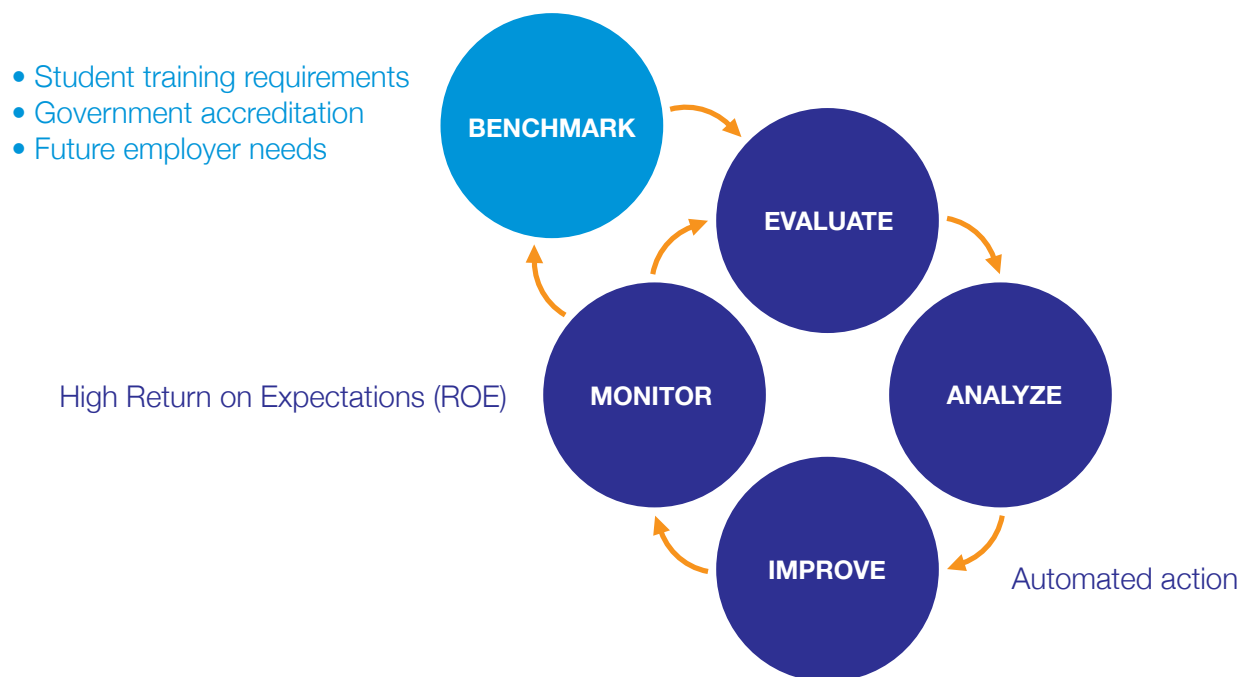 • Student training requirements
• Government accreditation
• Future employer needs
BENCHMARK
EVALUATE
High Return on Expectations (ROE)
MONITOR
ANALYZE
IMPROVE
Automated action